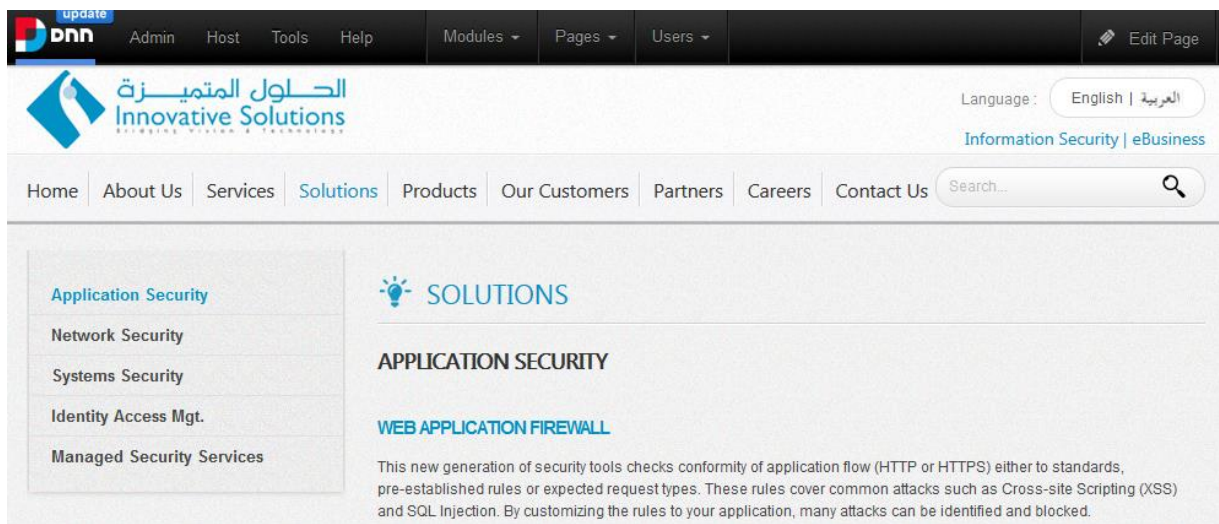 update
DNN Admin Host Tools Help Modules Pages Users Edit Page
الحلول المتميزة
Innovative Solutions
Bridging Vision & Technology
Language : English | العربية
Information Security | eBusiness
Home About Us Services Solutions Products Our Customers Partners Careers Contact Us Search...
Application Security
Network Security
Systems Security
Identity Access Mgt.
Managed Security Services
SOLUTIONS
APPLICATION SECURITY
WEB APPLICATION FIREWALL
This new generation of security tools checks conformity of application flow (HTTP or HTTPS) either to standards,
pre-established rules or expected request types. These rules cover common attacks such as Cross-site Scripting (XSS)
and SQL Injection. By customizing the rules to your application, many attacks can be identified and blocked.